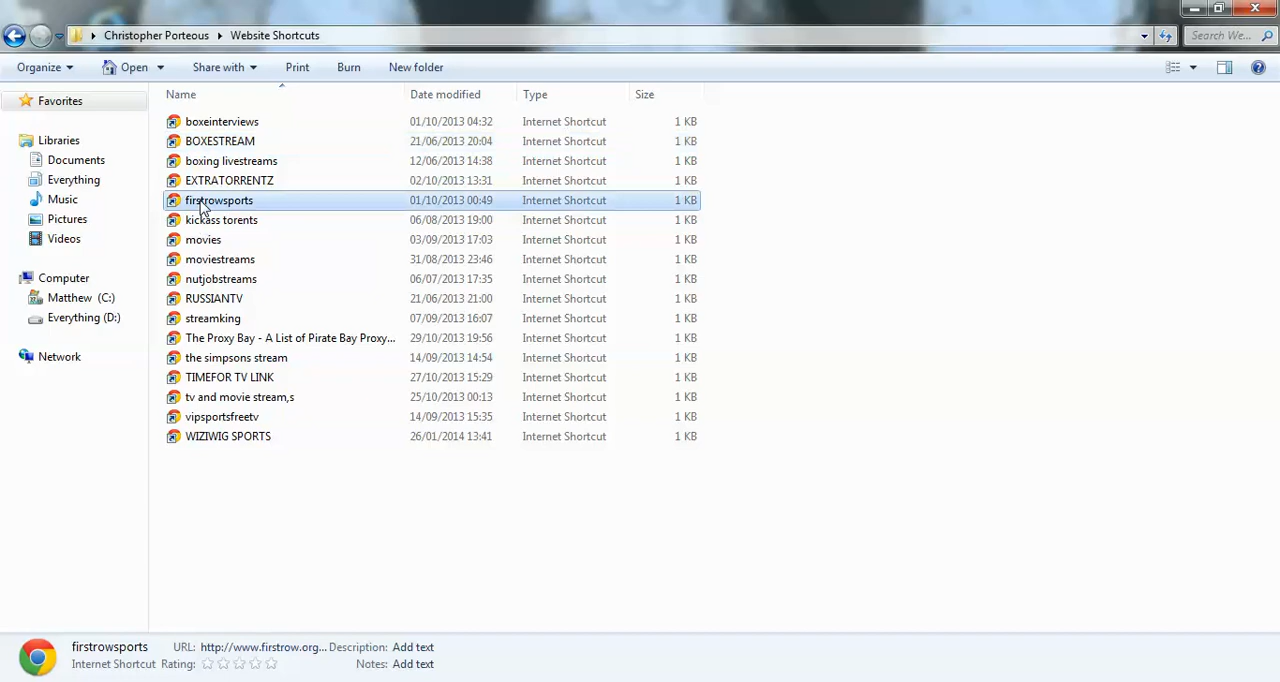 Christopher Porteous Website Shortcuts Search We...
Organize Open Share with Print Burn New folder
Favorites
Libraries
Documents
Everything
Music
Pictures
Videos
Computer
Matthew (C:)
Everything (D:)
Network
Name Date modified Type Size
boxeinterviews 01/10/2013 04:32 Internet Shortcut 1 KB
BOXESTREAM 21/06/2013 20:04 Internet Shortcut 1 KB
boxing livestreams 12/06/2013 14:38 Internet Shortcut 1 KB
EXTRATORRENTZ 02/10/2013 13:31 Internet Shortcut 1 KB
firstrowsports 01/10/2013 00:49 Internet Shortcut 1 KB
kickass torents 06/08/2013 19:00 Internet Shortcut 1 KB
movies 03/09/2013 17:03 Internet Shortcut 1 KB
moviestreams 31/08/2013 23:46 Internet Shortcut 1 KB
nutjobstreams 06/07/2013 17:35 Internet Shortcut 1 KB
RUSSIANTV 21/06/2013 21:00 Internet Shortcut 1 KB
streamking 07/09/2013 16:07 Internet Shortcut 1 KB
The Proxy Bay - A List of Pirate Bay Proxy... 29/10/2013 19:56 Internet Shortcut 1 KB
the simpsons stream 14/09/2013 14:54 Internet Shortcut 1 KB
TIMEFOR TV LINK 27/10/2013 15:29 Internet Shortcut 1 KB
tv and movie stream,s 25/10/2013 00:13 Internet Shortcut 1 KB
vipsportsfreetv 14/09/2013 15:35 Internet Shortcut 1 KB
WIZIWIG SPORTS 26/01/2014 13:41 Internet Shortcut 1 KB
firstrowsports URL: http://www.firstrow.org... Description: Add text
Internet Shortcut Rating: Notes: Add text